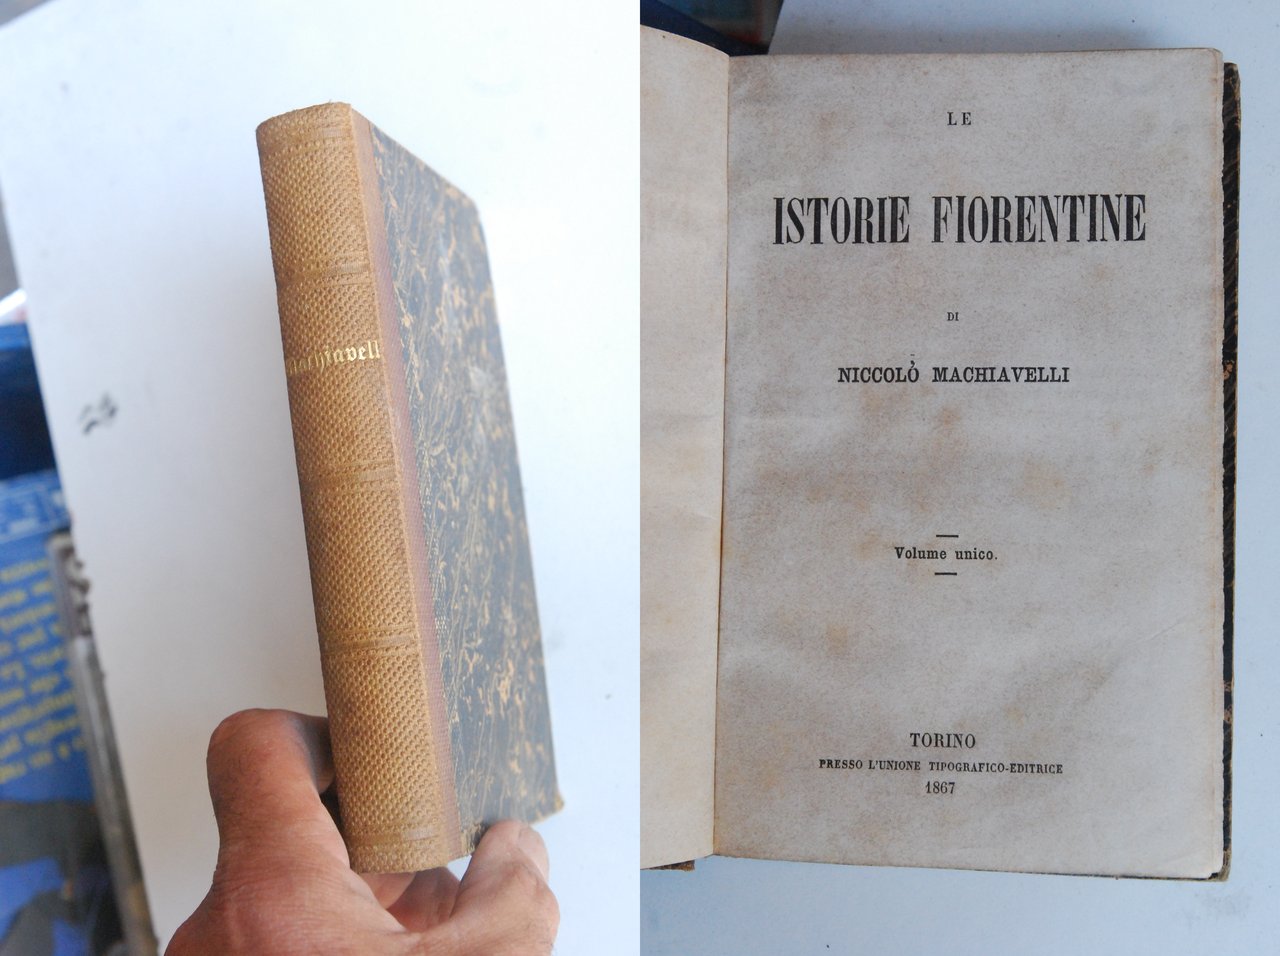 Machiavelli
LE
ISTORIE FIORENTINE
DI
NICCOLÒ MACHIAVELLI
Volume unico.
TORINO
PRESSO L'UNIONE TIPOGRAFICO-EDITRICE
1867